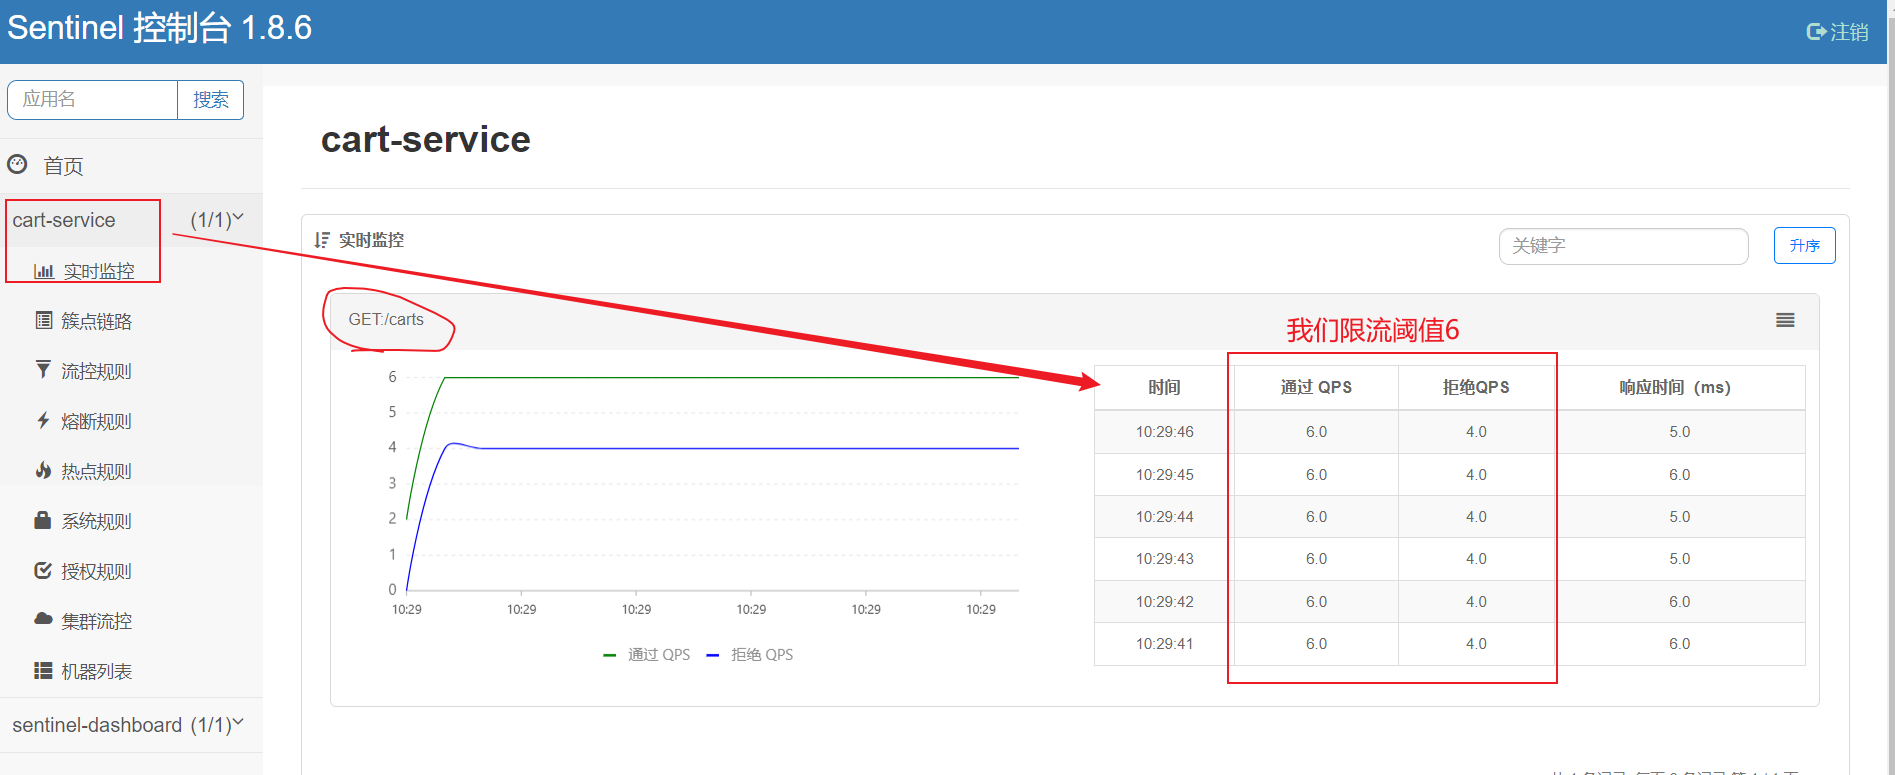 Sentinel 控制台 1.8.6
注销
应用名
搜索
首页
cart-service (1/1)
实时监控
簇点链路
流控规则
熔断规则
热点规则
系统规则
授权规则
集群流控
机器列表
sentinel-dashboard (1/1)
cart-service
实时监控
关键字
升序
GET:/carts
我们限流阈值6
6
5
4
3
2
1
0
10:29 10:29 10:29 10:29 10:29 10:29
通过 QPS 拒绝 QPS
时间 通过 QPS 拒绝QPS 响应时间（ms）
10:29:46 6.0 4.0 5.0
10:29:45 6.0 4.0 6.0
10:29:44 6.0 4.0 5.0
10:29:43 6.0 4.0 5.0
10:29:42 6.0 4.0 6.0
10:29:41 6.0 4.0 6.0